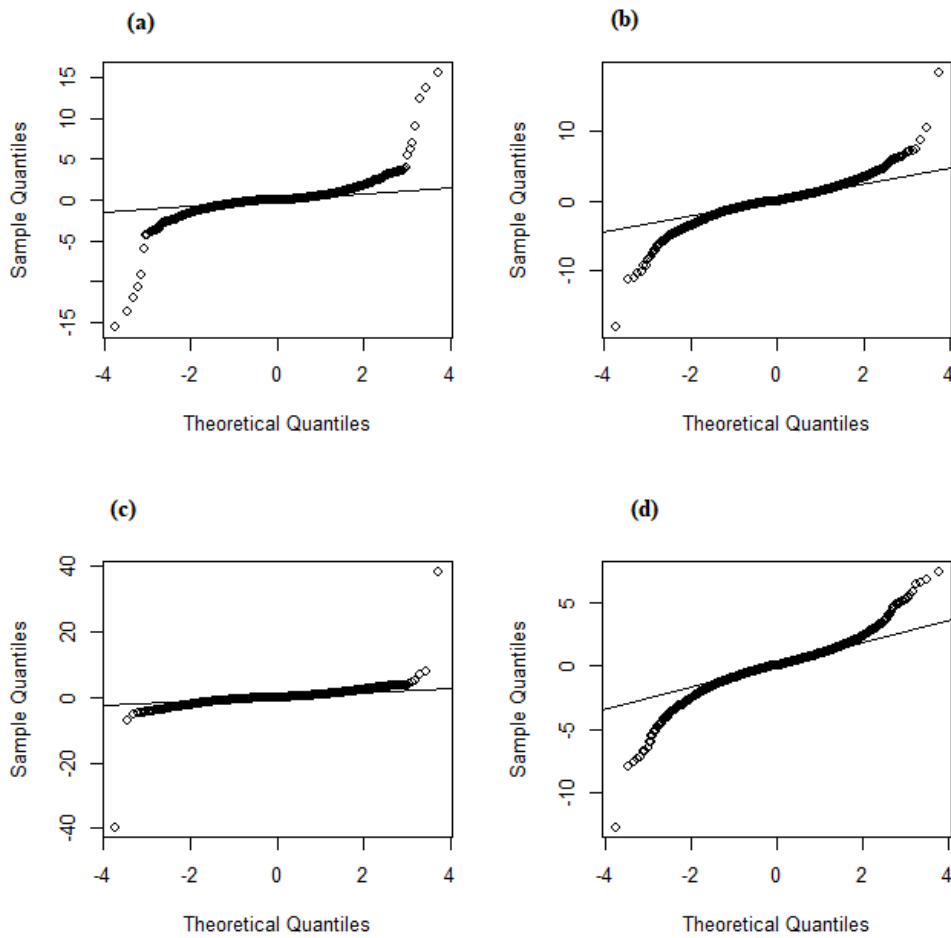 (a)
Sample Quantiles
15
10
5
0
-5
-15
-4 -2 0 2 4
Theoretical Quantiles
(b)
Sample Quantiles
10
0
-10
-4 -2 0 2 4
Theoretical Quantiles
(c)
Sample Quantiles
40
20
0
-20
-40
-4 -2 0 2 4
Theoretical Quantiles
(d)
Sample Quantiles
5
0
-5
-10
-4 -2 0 2 4
Theoretical Quantiles